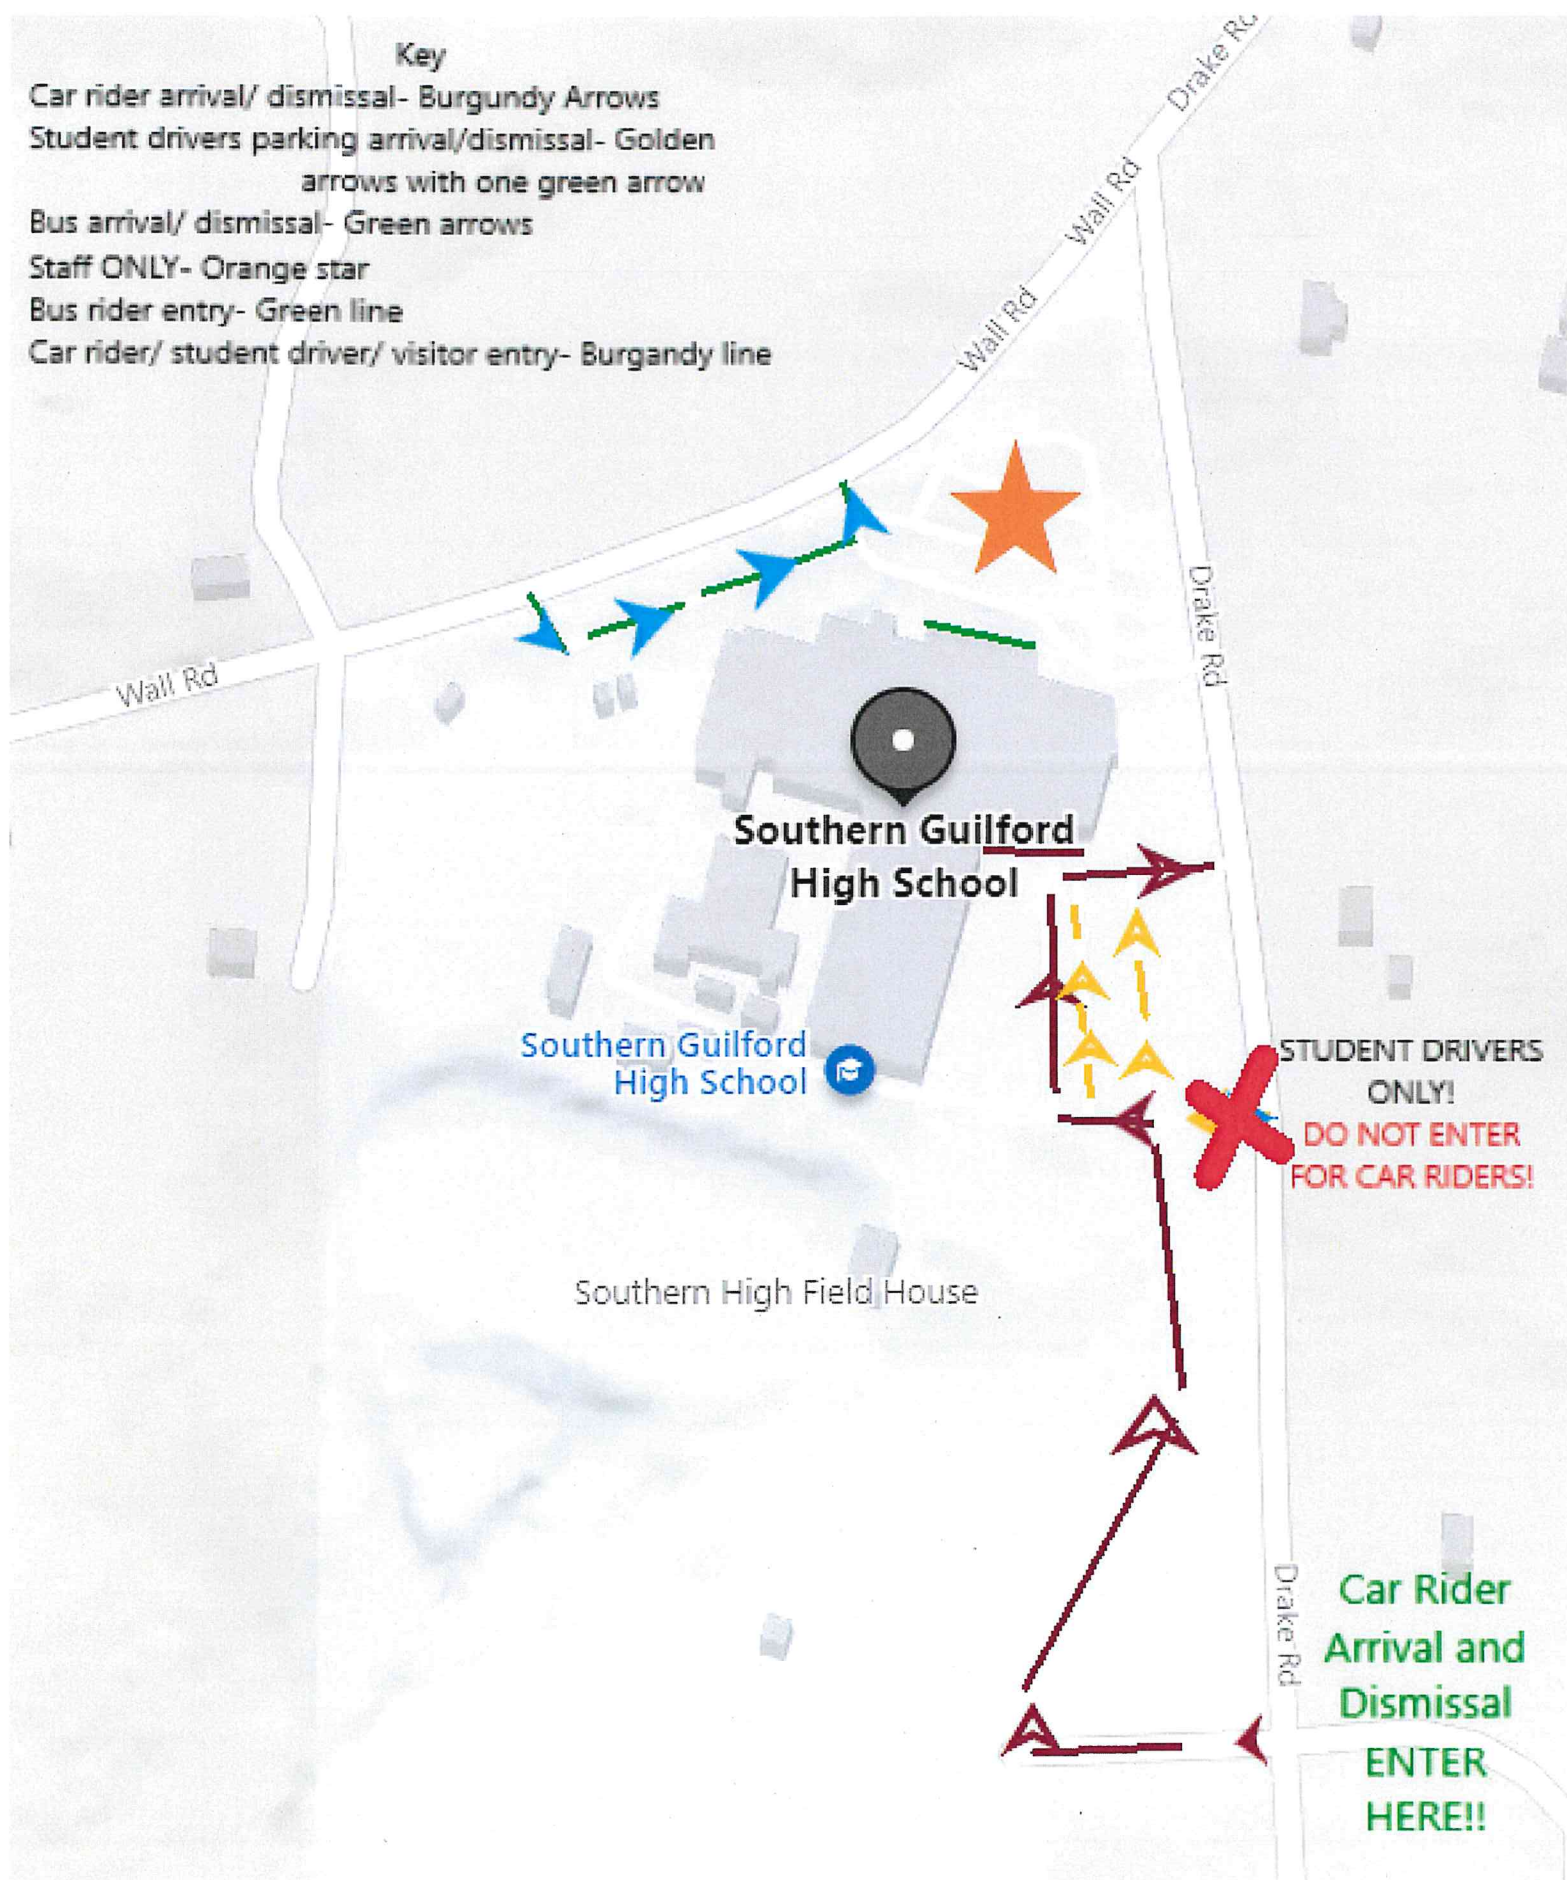 Key
Car rider arrival/ dismissal- Burgundy Arrows
Student drivers parking arrival/dismissal- Golden
arrows with one green arrow
Bus arrival/ dismissal- Green arrows
Staff ONLY- Orange star
Bus rider entry- Green line
Car rider/ student driver/ visitor entry- Burgandy line
Drake Rd
Wall Rd
Wall Rd
Drake Rd
Wall Rd
Southern Guilford
High School
Southern Guilford
High School
STUDENT DRIVERS
ONLY!
DO NOT ENTER
FOR CAR RIDERS!
Southern High Field House
Drake Rd
Car Rider
Arrival and
Dismissal
ENTER
HERE!!